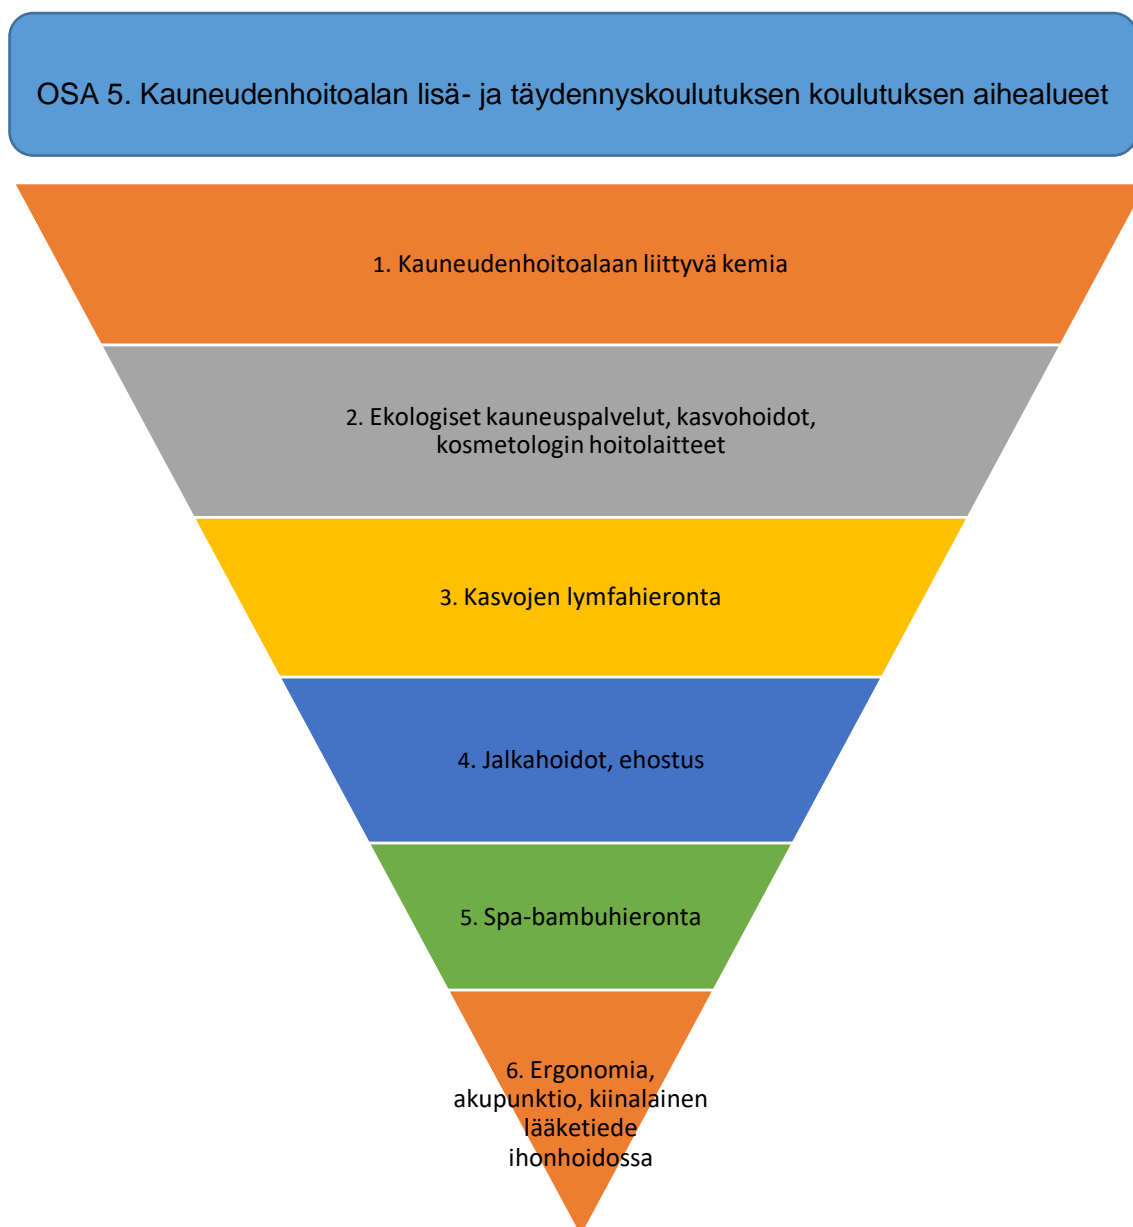 OSA 5. Kauneudenhoitoalan lisä- ja täydennyskoulutuksen koulutuksen aihealueet
1. Kauneudenhoitoalaan liittyvä kemia
2. Ekologiset kauneuspalvelut, kasvohoidot,
kosmetologin hoitolaitteet
3. Kasvojen lymfahieronta
4. Jalkahoidot, ehostus
5. Spa-bambuhieronta
6. Ergonomia,
akupunktio, kiinalainen
lääketiede
ihonhoidossa